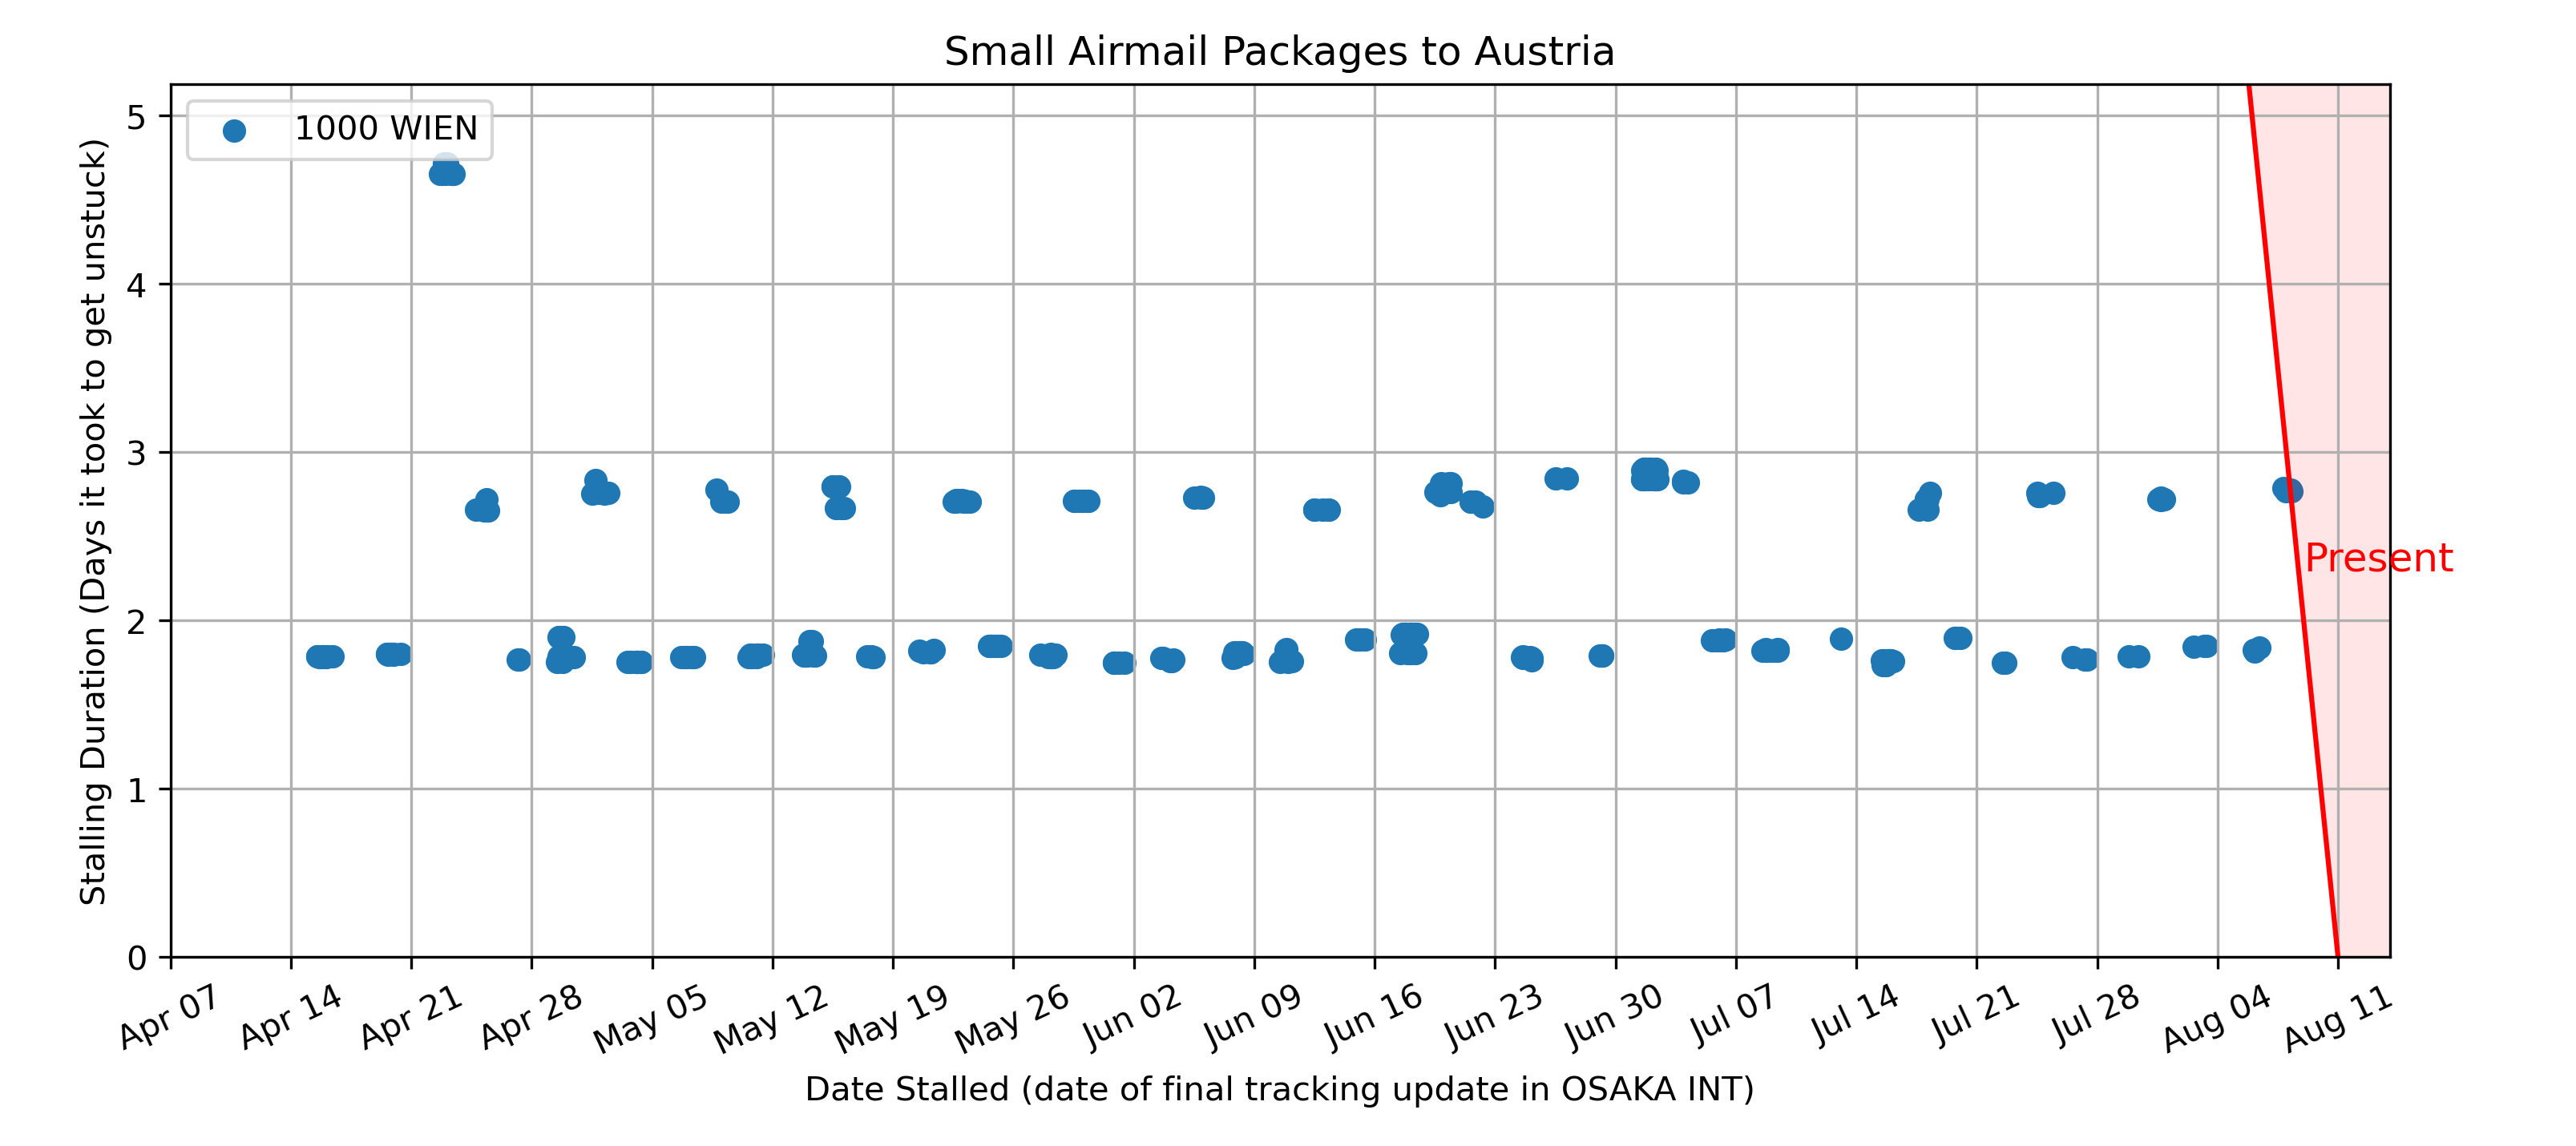 Small Airmail Packages to Austria
1000 WIEN
Stalling Duration (Days it took to get unstuck)
5
4
3
2
1
0
Present
Apr 07
Apr 14
Apr 21
Apr 28
May 05
May 12
May 19
May 26
Jun 02
Jun 09
Jun 16
Jun 23
Jun 30
Jul 07
Jul 14
Jul 21
Jul 28
Aug 04
Aug 11
Date Stalled (date of final tracking update in OSAKA INT)